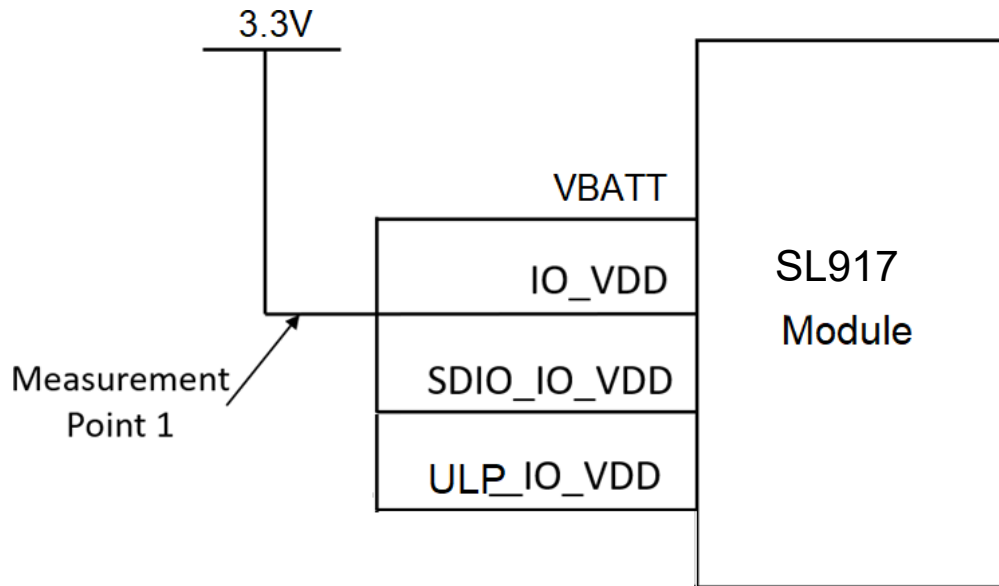 3.3V
VBATT
IO_VDD
SL917
Module
SDIO_IO_VDD
Measurement
Point 1
ULP_IO_VDD